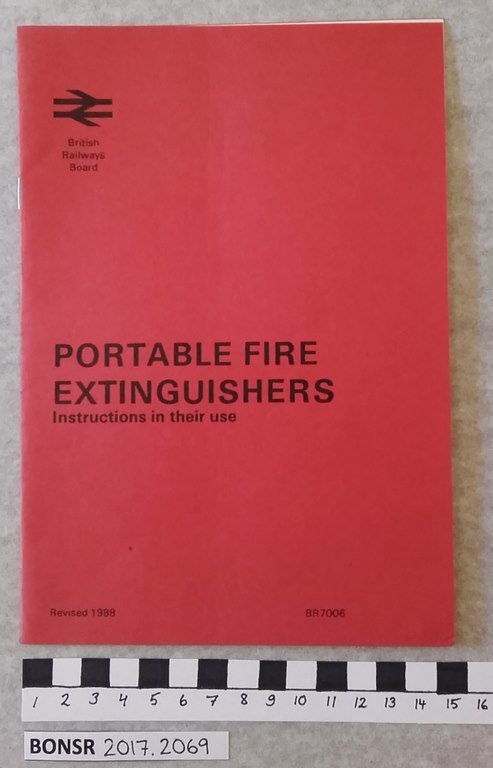 British
Railways
Board
PORTABLE FIRE
EXTINGUISHERS
Instructions in their use
Revised 1988 BR7006
1 2 3 4 5 6 7 8 9 10 11 12 13 14 15 16
BONSR 2017.2069